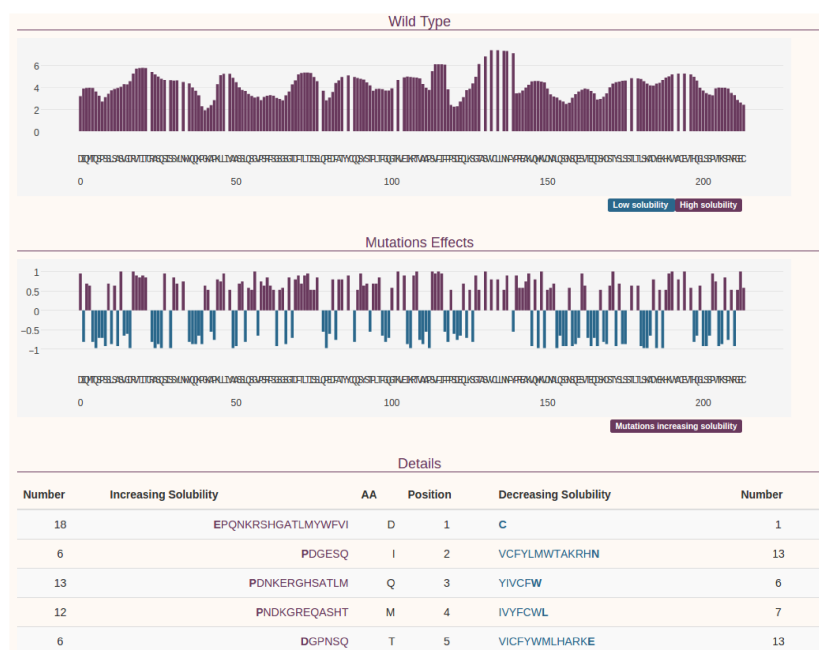 Wild Type
6
4
2
0
0 50 100 150 200
Low solubility High solubility
Mutations Effects
1
0.5
0
−0.5
−1
0 50 100 150 200
Mutations increasing solubility
Details
Number Increasing Solubility AA Position Decreasing Solubility Number
18 EPQNKRSHGATLMYWFVI D 1 C 1
6 PDGESQ I 2 VCFYLMWTAKRHN 13
13 PDNKERGHSATLM Q 3 YIVCFW 6
12 PNDKGREQASHT M 4 IVYFCWL 7
6 DGPNSQ T 5 VICFYWMLHARKE 13